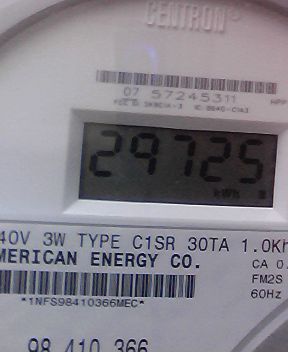 CENTRON®
07 57245311
29725
kWh
40V 3W TYPE C1SR 30TA 1.0Kh
MERICAN ENERGY CO.
CA 0.
FM2S
60Hz
*1NFS98410366MEC*
98 410 366